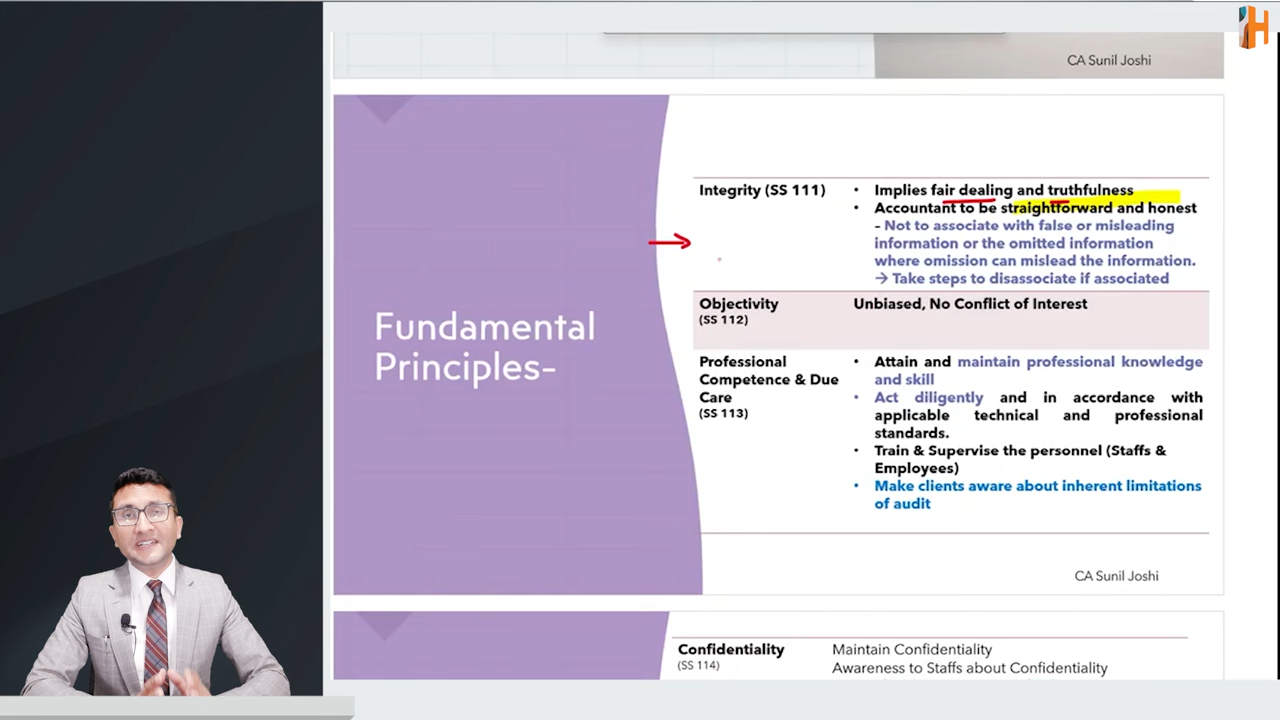 H
CA Sunil Joshi
Fundamental
Principles-
Integrity (SS 111)
• Implies fair dealing and truthfulness
• Accountant to be straightforward and honest
– Not to associate with false or misleading
information or the omitted information
where omission can mislead the information.
→ Take steps to disassociate if associated
Objectivity
(SS 112)
Unbiased, No Conflict of Interest
Professional
Competence & Due
Care
(SS 113)
• Attain and maintain professional knowledge
and skill
• Act diligently and in accordance with
applicable technical and professional
standards.
• Train & Supervise the personnel (Staffs &
Employees)
• Make clients aware about inherent limitations
of audit
CA Sunil Joshi
Confidentiality
(SS 114)
Maintain Confidentiality
Awareness to Staffs about Confidentiality